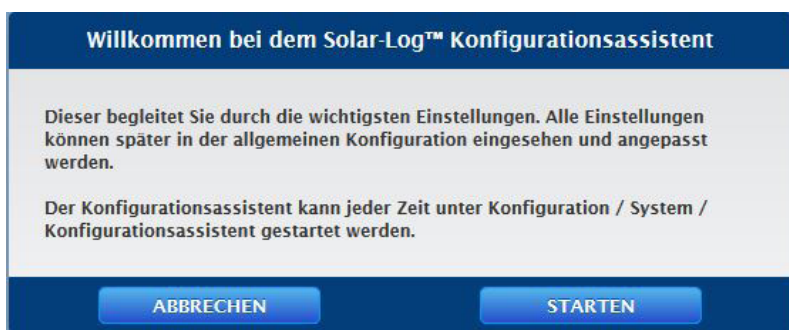 Willkommen bei dem Solar-Log™ Konfigurationsassistent
Dieser begleitet Sie durch die wichtigsten Einstellungen. Alle Einstellungen
können später in der allgemeinen Konfiguration eingesehen und angepasst
werden.
Der Konfigurationsassistent kann jeder Zeit unter Konfiguration / System /
Konfigurationsassistent gestartet werden.
ABBRECHEN
STARTEN